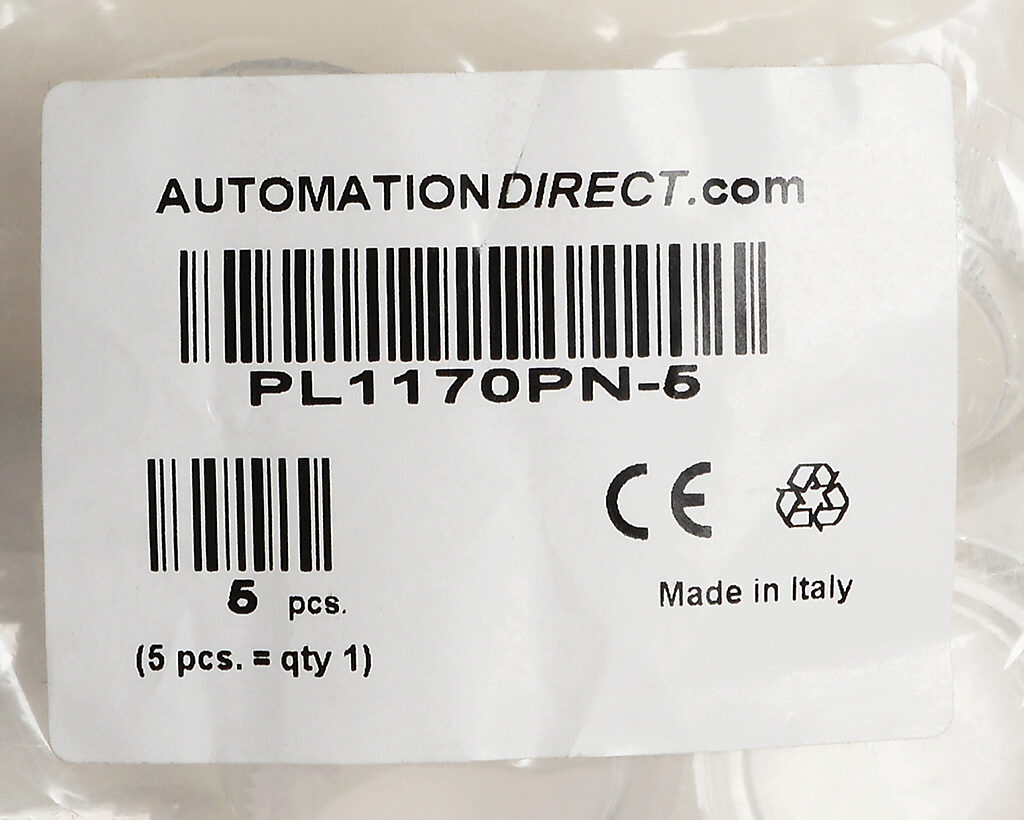 AUTOMATIONDIRECT.com
PL1170PN-5
CE
5 pcs.
Made in Italy
(5 pcs. = qty 1)